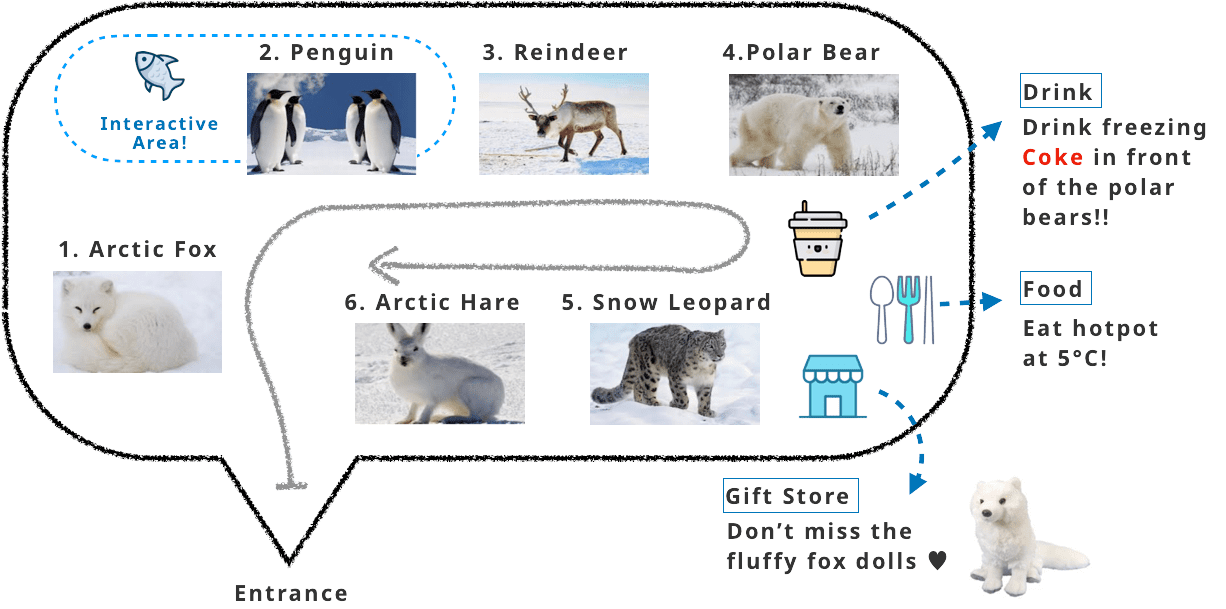 2. Penguin
3. Reindeer
4.Polar Bear
Interactive
Area!
1. Arctic Fox
6. Arctic Hare
5. Snow Leopard
Entrance
Drink
Drink freezing
Coke in front
of the polar
bears!!
Food
Eat hotpot
at 5°C!
Gift Store
Don’t miss the
fluffy fox dolls ♥